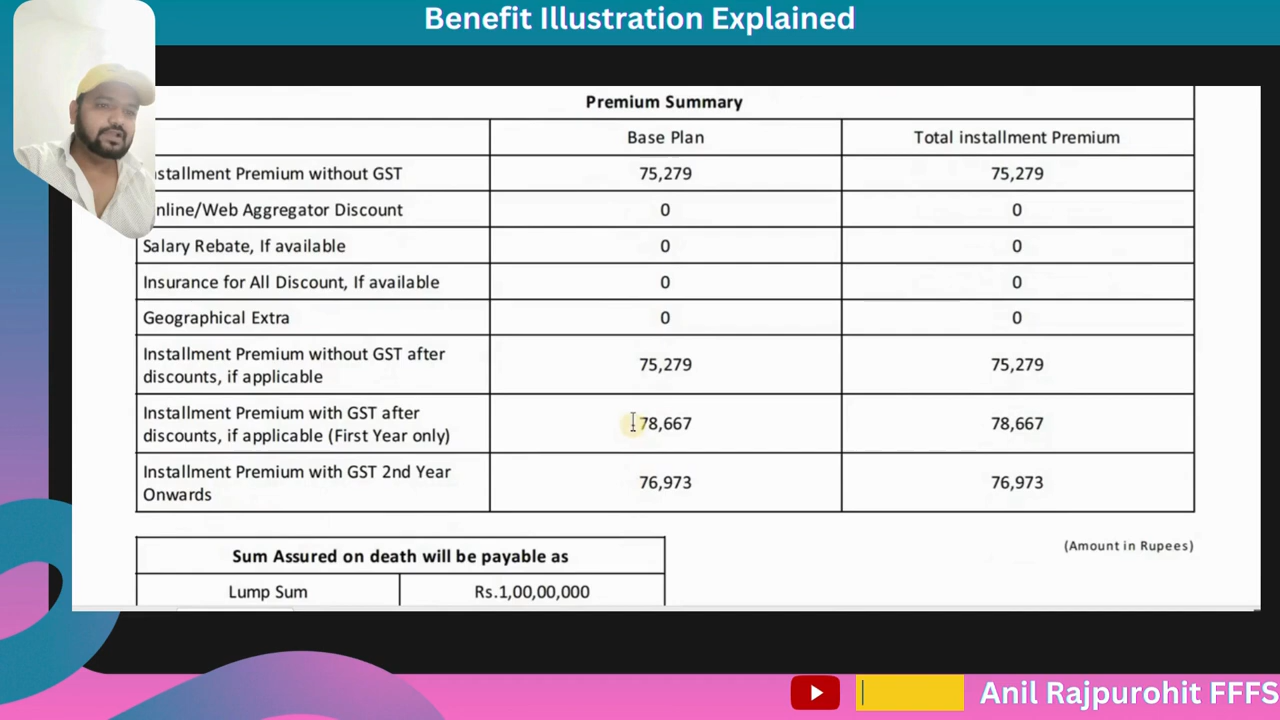 Benefit Illustration Explained
Premium Summary
Base Plan Total installment Premium
nstallment Premium without GST 75,279 75,279
nline/Web Aggregator Discount 0 0
Salary Rebate, If available 0 0
Insurance for All Discount, If available 0 0
Geographical Extra 0 0
Installment Premium without GST after
discounts, if applicable 75,279 75,279
Installment Premium with GST after
discounts, if applicable (First Year only) 78,667 78,667
Installment Premium with GST 2nd Year
Onwards 76,973 76,973
(Amount in Rupees)
Sum Assured on death will be payable as
Lump Sum Rs.1,00,00,000
Anil Rajpurohit FFFS